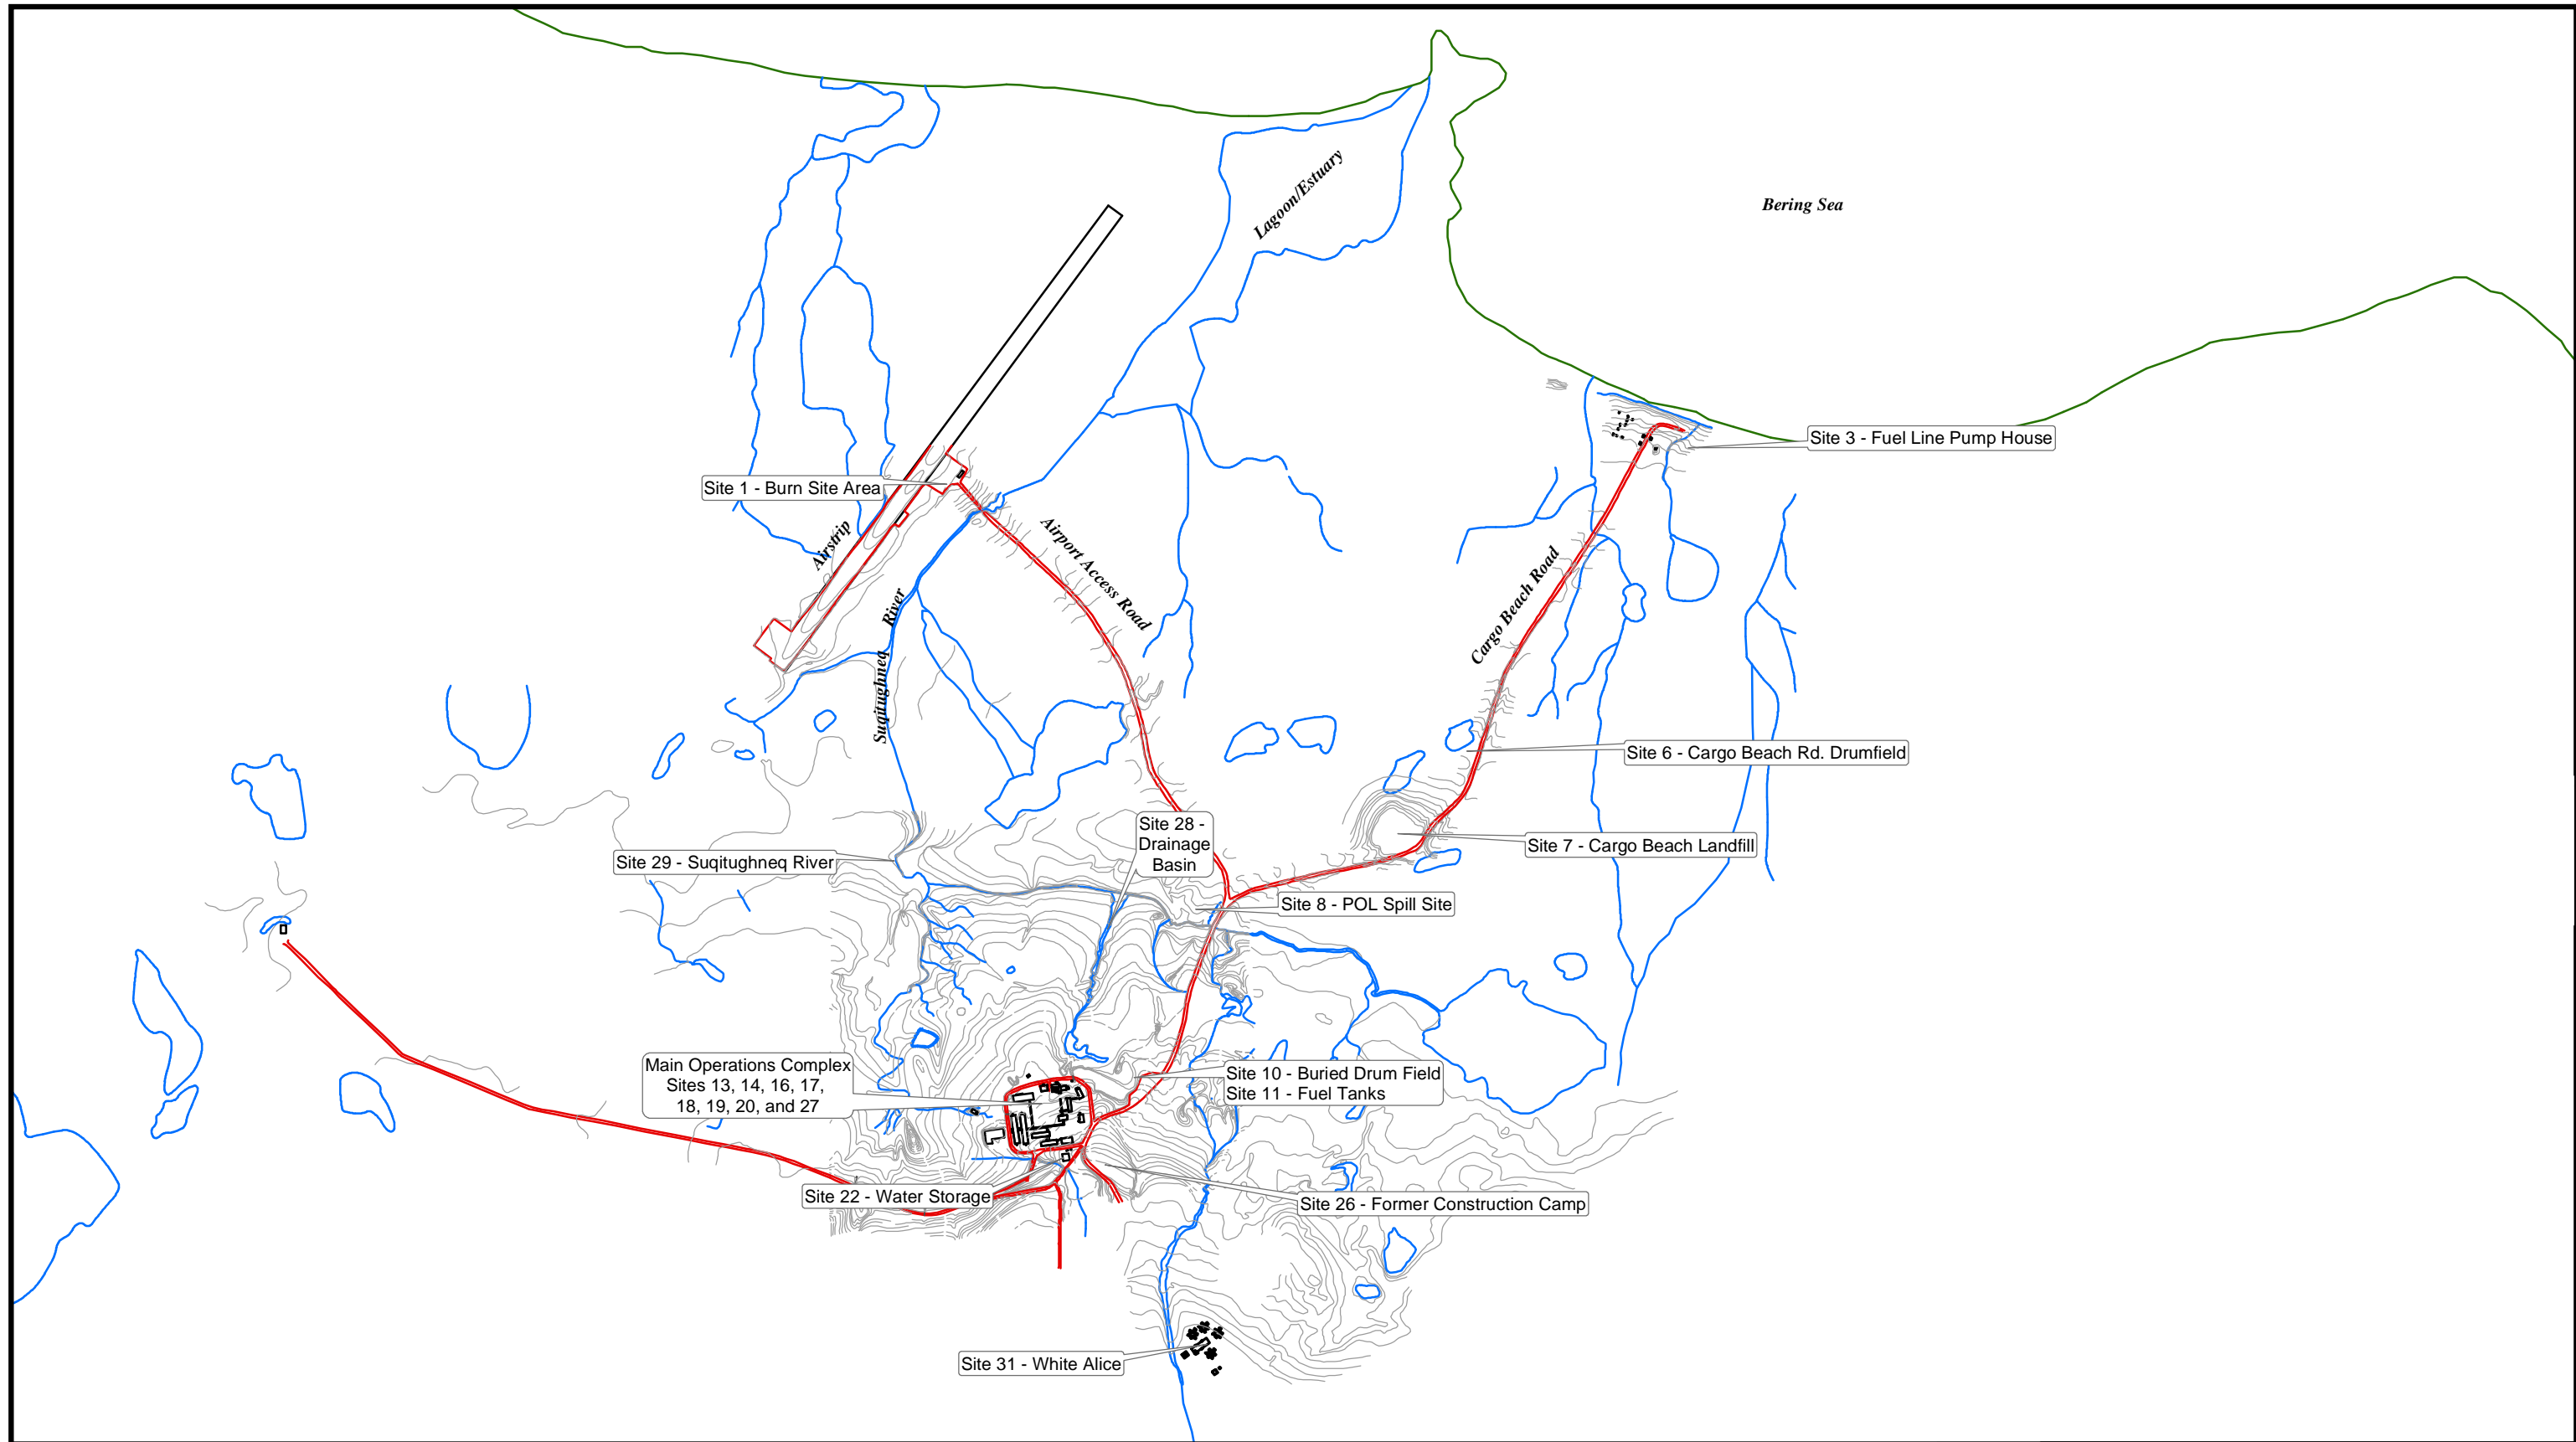 Bering Sea
Lagoon/Estuary
Site 3 - Fuel Line Pump House
Site 1 - Burn Site Area
Airstrip
Airport Access Road
Cargo Beach Road
Suqitughneq River
Site 6 - Cargo Beach Rd. Drumfield
Site 28 -
Drainage
Basin
Site 7 - Cargo Beach Landfill
Site 29 - Suqitughneq River
Site 8 - POL Spill Site
Main Operations Complex
Sites 13, 14, 16, 17,
18, 19, 20, and 27
Site 10 - Buried Drum Field
Site 11 - Fuel Tanks
Site 22 - Water Storage
Site 26 - Former Construction Camp
Site 31 - White Alice